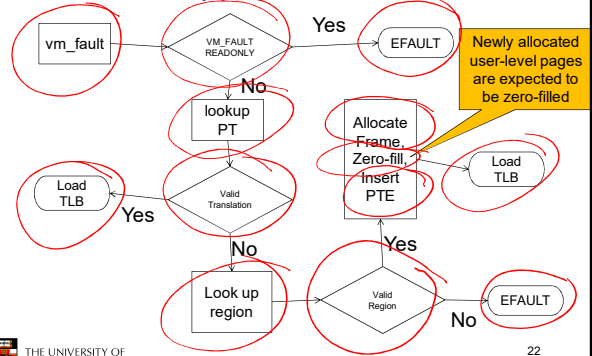 vm_fault
VM_FAULT
READONLY
Yes
EFAULT
Newly allocated
user-level pages
are expected to
be zero-filled
No
lookup
PT
Allocate
Frame,
Zero-fill,
Insert
PTE
Load
TLB
Valid
Translation
Yes
Load
TLB
No
Look up
region
Valid
Region
Yes
No
EFAULT
THE UNIVERSITY OF
22